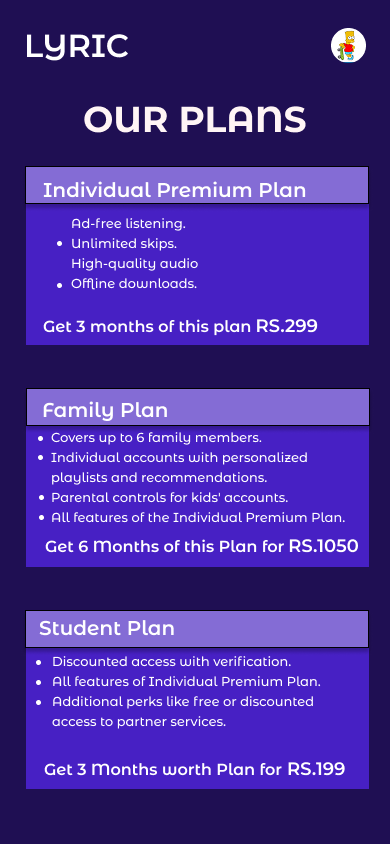 LYRIC
OUR PLANS
Individual Premium Plan
Ad-free listening.
Unlimited skips.
High-quality audio
Offline downloads.
Get 3 months of this plan RS.299
Family Plan
Covers up to 6 family members.
Individual accounts with personalized
playlists and recommendations.
Parental controls for kids' accounts.
All features of the Individual Premium Plan.
Get 6 Months of this Plan for RS.1050
Student Plan
Discounted access with verification.
All features of Individual Premium Plan.
Additional perks like free or discounted
access to partner services.
Get 3 Months worth Plan for RS.199